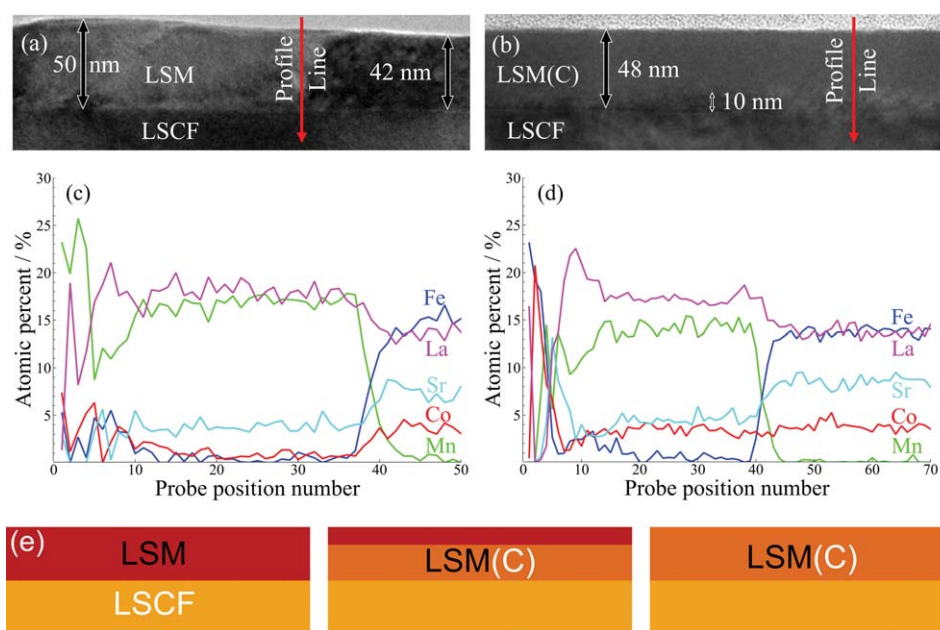 (a)
50 nm
LSM
Profile
Line
42 nm
LSCF
(b)
LSM(C)
48 nm
10 nm
Profile
Line
LSCF
(c)
Atomic percent / %
30
25
20
15
10
5
Fe
La
Sr
Co
Mn
0 10 20 30 40 50
Probe position number
(d)
Atomic percent / %
30
25
20
15
10
5
Fe
La
Sr
Co
Mn
0 10 20 30 40 50 60 70
Probe position number
(e)
LSM
LSCF
LSM(C)
LSM(C)